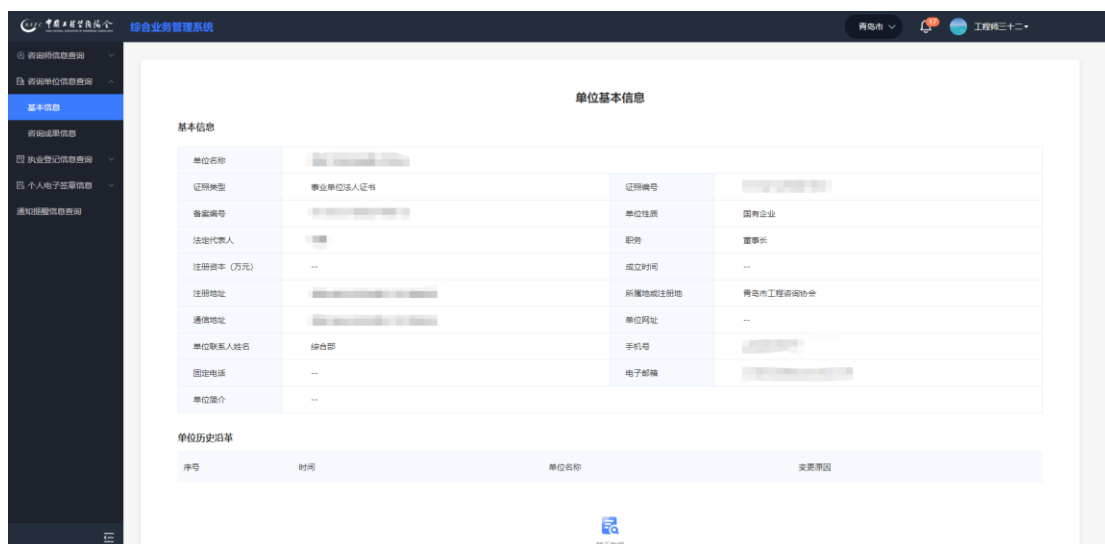 中国工程咨询协会 综合业务管理系统 青岛市 17 工程师三十二
咨询师信息查询
咨询单位信息查询
基本信息
咨询成果信息
执业登记信息查询
个人电子签章信息
通知提醒信息查询
单位基本信息
基本信息
单位名称
证照类型 事业单位法人证书 证照编号
备案编号 单位性质 国有企业
法定代表人 职务 董事长
注册资本（万元） -- 成立时间 --
注册地址 所属地或注册地 青岛市工程咨询协会
通信地址 单位网址 --
单位联系人姓名 综合部 手机号
固定电话 -- 电子邮箱
单位简介 --
单位历史沿革
序号 时间 单位名称 变更原因